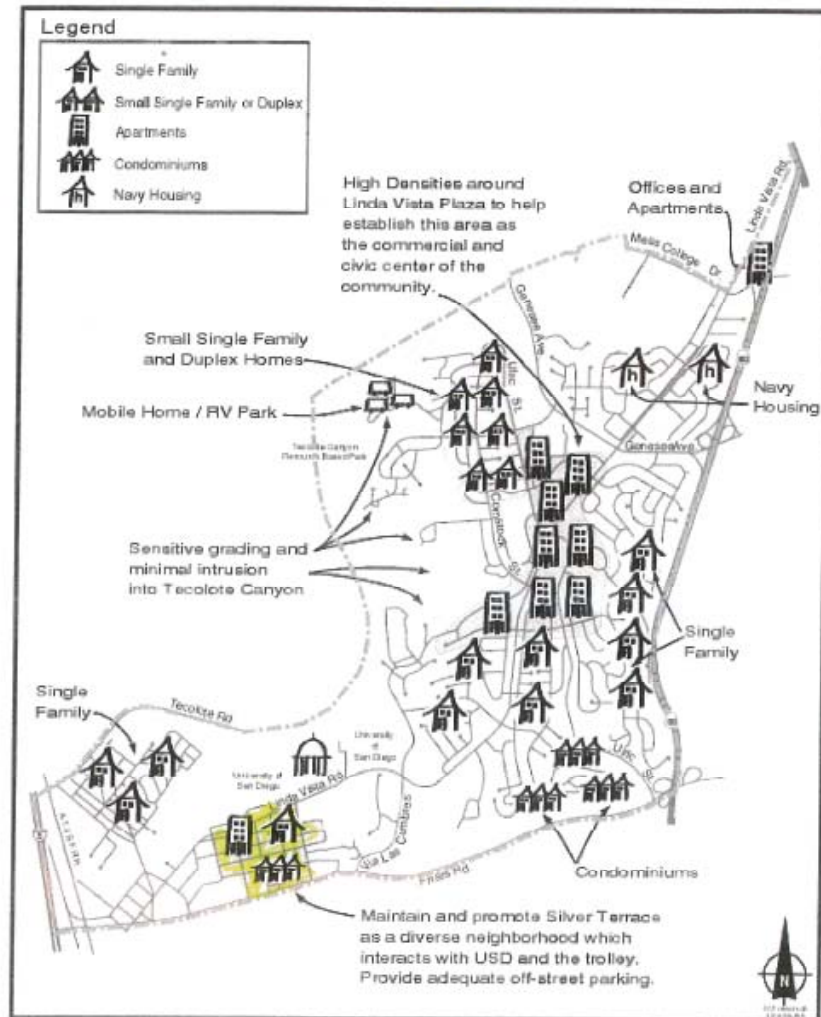 Legend
Single Family
Small Single Family or Duplex
Apartments
Condominiums
Navy Housing
High Densities around
Linda Vista Plaza to help
establish this area as
the commercial and
civic center of the
community.
Offices and
Apartments
Linda Vista Rd.
Mesa College Dr
Genesee Ave.
Small Single Family
and Duplex Homes
Ulric St.
Mobile Home / RV Park
Navy
Housing
Tecolote Canyon
GeneseeAve.
Comstock St
Sensitive grading and
minimal intrusion
into Tecolote Canyon
Single
Family
Single
Family
Tecolote Rd
University
of
San Diego
University of
San Diego
Linda Vista Rd
Ulric St
Via Las Cumbres
Friars Rd
Condominiums
Maintain and promote Silver Terrace
as a diverse neighborhood which
interacts with USD and the trolley.
Provide adequate off-street parking.
N